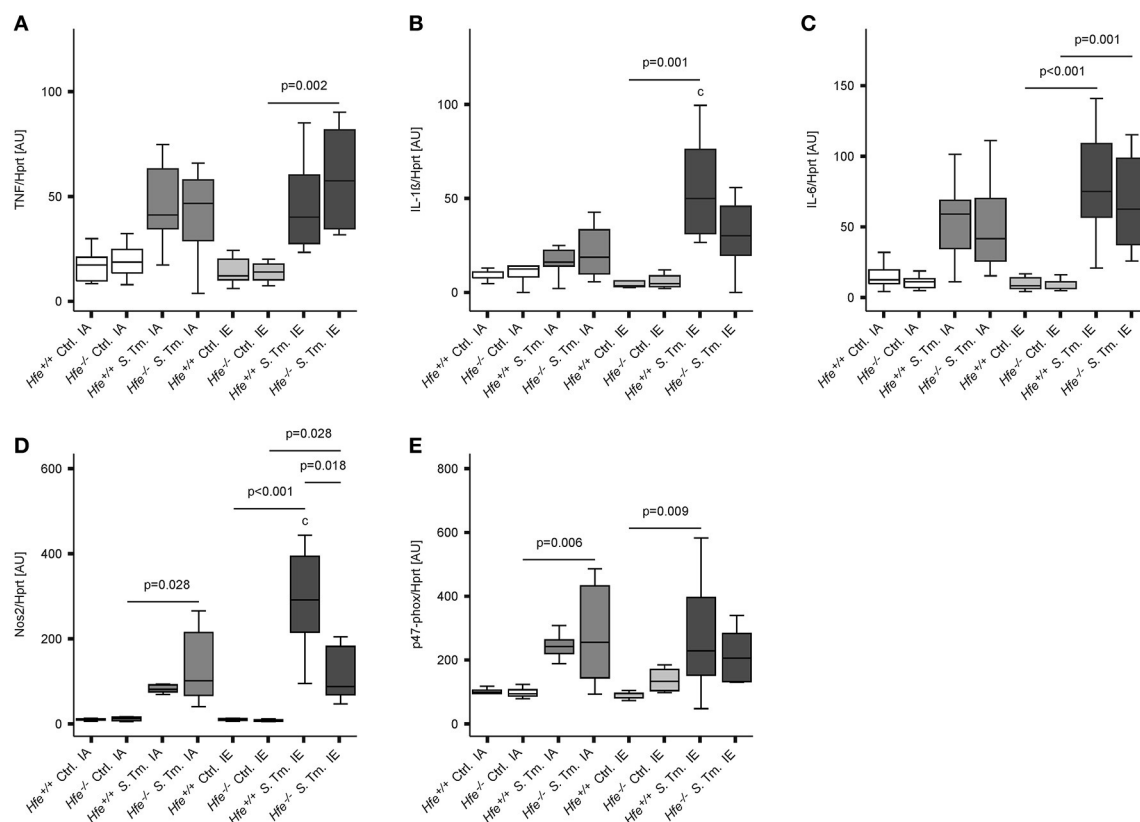 A
TNF/Hprt [AU]
100
50
0
p=0.002
Hfe+/+ Ctrl. IA
Hfe-/- Ctrl. IA
Hfe+/+ S. Tm. IA
Hfe-/- S. Tm. IA
Hfe+/+ Ctrl. IE
Hfe-/- Ctrl. IE
Hfe+/+ S. Tm. IE
Hfe-/- S. Tm. IE
B
IL-1ß/Hprt [AU]
100
50
0
p=0.001
c
Hfe+/+ Ctrl. IA
Hfe-/- Ctrl. IA
Hfe+/+ S. Tm. IA
Hfe-/- S. Tm. IA
Hfe+/+ Ctrl. IE
Hfe-/- Ctrl. IE
Hfe+/+ S. Tm. IE
Hfe-/- S. Tm. IE
C
IL-6/Hprt [AU]
150
100
50
0
p=0.001
p<0.001
Hfe+/+ Ctrl. IA
Hfe-/- Ctrl. IA
Hfe+/+ S. Tm. IA
Hfe-/- S. Tm. IA
Hfe+/+ Ctrl. IE
Hfe-/- Ctrl. IE
Hfe+/+ S. Tm. IE
Hfe-/- S. Tm. IE
D
Nos2/Hprt [AU]
600
400
200
0
p=0.028
p=0.018
p<0.001
c
p=0.028
Hfe+/+ Ctrl. IA
Hfe-/- Ctrl. IA
Hfe+/+ S. Tm. IA
Hfe-/- S. Tm. IA
Hfe+/+ Ctrl. IE
Hfe-/- Ctrl. IE
Hfe+/+ S. Tm. IE
Hfe-/- S. Tm. IE
E
p47-phox/Hprt [AU]
800
600
400
200
0
p=0.009
p=0.006
Hfe+/+ Ctrl. IA
Hfe-/- Ctrl. IA
Hfe+/+ S. Tm. IA
Hfe-/- S. Tm. IA
Hfe+/+ Ctrl. IE
Hfe-/- Ctrl IE
Hfe+/+ S. Tm. IE
Hfe-/- S. Tm. IE